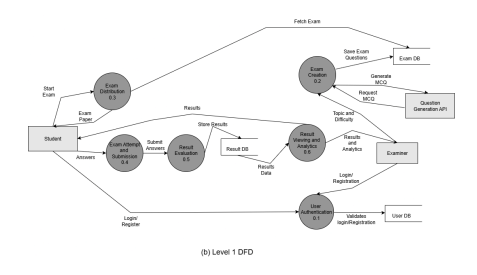 Fetch Exam
Save Exam
Questions
Exam DB
Exam
Creation
0.2
Generate
MCQ
Request
MCQ
Question
Generation API
Exam
Distribution
0.3
Start
Exam
Exam
Paper
Results
Topic and
Difficulty
Store Results
Student
Answers
Exam Attempt
and
Submission
0.4
Submit
Answers
Result
Evaluation
0.5
Result DB
Results
Data
Result
Viewing and
Analytics
0.6
Results
and
Analytics
Examiner
Login/
Registration
Login/
Register
User
Authentication
0.1
Validates
login/Registration
User DB
(b) Level 1 DFD